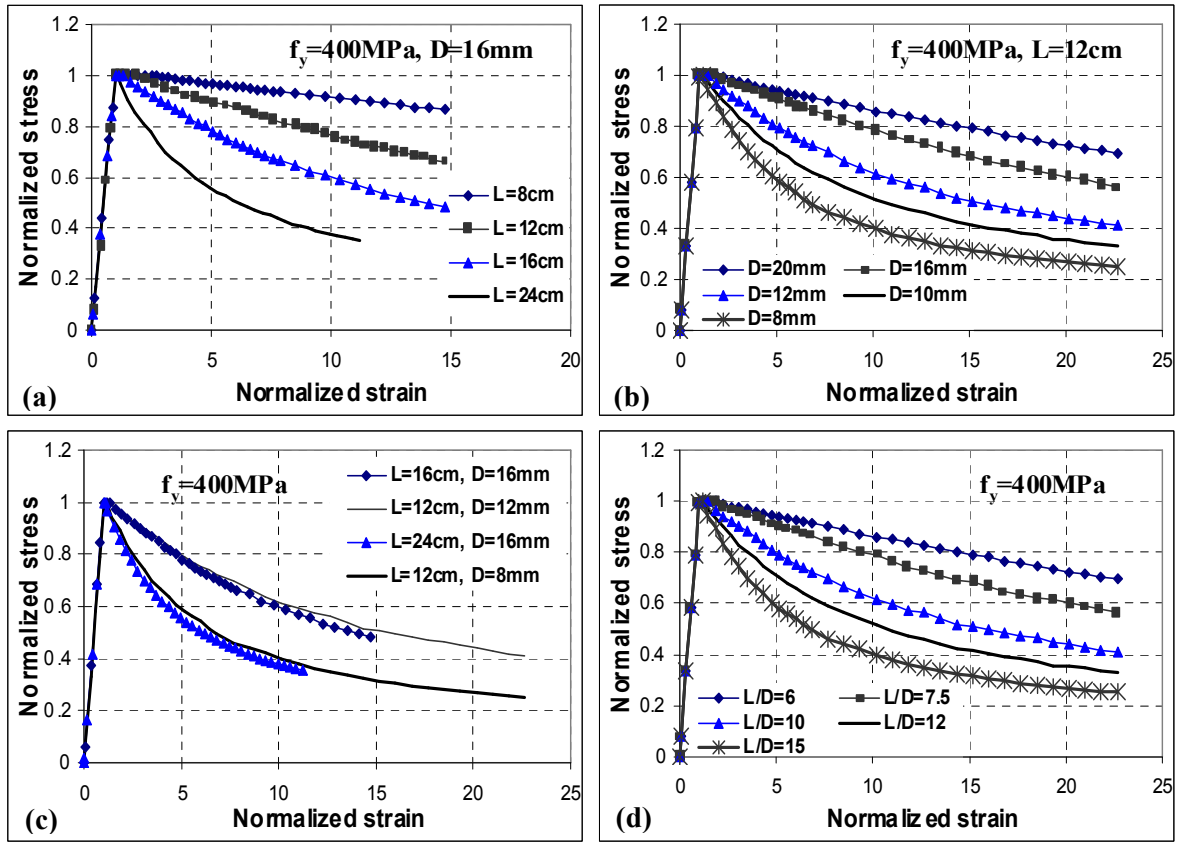 f_y=400MPa, D=16mm
Normalized stress
1.2
1
0.8
0.6
0.4
0.2
0
0 5 10 15 20
Normalized strain
L=8cm
L=12cm
L=16cm
L=24cm
(a)
f_y=400MPa, L=12cm
Normalized stress
1.2
1
0.8
0.6
0.4
0.2
0
0 5 10 15 20 25
Normalized strain
D=20mm D=16mm
D=12mm D=10mm
D=8mm
(b)
f_y=400MPa
Normalized stress
1.2
1
0.8
0.6
0.4
0.2
0
0 5 10 15 20 25
Normalized strain
L=16cm, D=16mm
L=12cm, D=12mm
L=24cm, D=16mm
L=12cm, D=8mm
(c)
f_y=400MPa
Normalized stress
1.2
1
0.8
0.6
0.4
0.2
0
0 5 10 15 20 25
Normalized strain
L/D=6 L/D=7.5
L/D=10 L/D=12
L/D=15
(d)